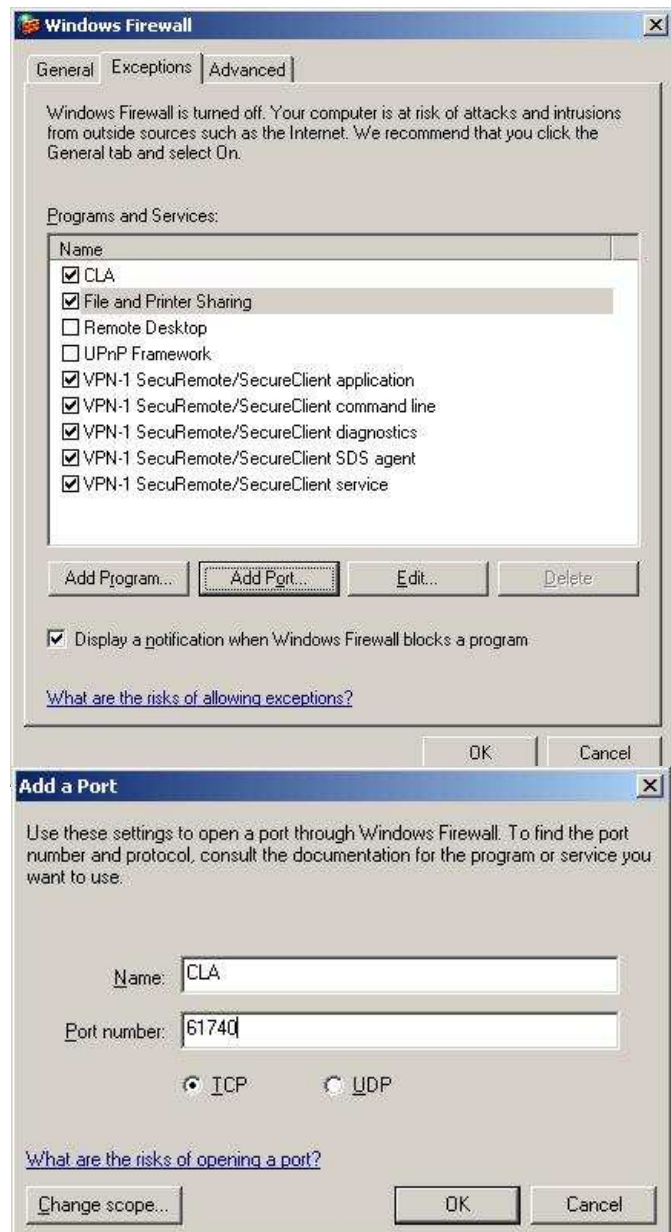 Windows Firewall
General
Exceptions
Advanced
Windows Firewall is turned off. Your computer is at risk of attacks and intrusions
from outside sources such as the Internet. We recommend that you click the
General tab and select On.
Programs and Services:
Name
CLA
File and Printer Sharing
Remote Desktop
UPnP Framework
VPN-1 SecuRemote/SecureClient application
VPN-1 SecuRemote/SecureClient command line
VPN-1 SecuRemote/SecureClient diagnostics
VPN-1 SecuRemote/SecureClient SDS agent
VPN-1 SecuRemote/SecureClient service
Add Program...
Add Port...
Edit...
Delete
Display a notification when Windows Firewall blocks a program
What are the risks of allowing exceptions?
OK
Cancel
Add a Port
Use these settings to open a port through Windows Firewall. To find the port
number and protocol, consult the documentation for the program or service you
want to use.
Name: CLA
Port number: 61740
TCP
UDP
What are the risks of opening a port?
Change scope...
OK
Cancel